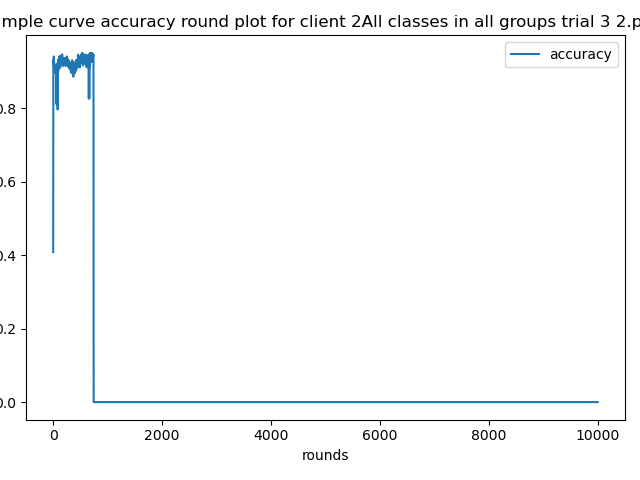 mple curve accuracy round plot for client 2All classes in all groups trial 3 2.p
accuracy
0.8
0.6
0.4
0.2
0.0
0 2000 4000 6000 8000 10000
rounds